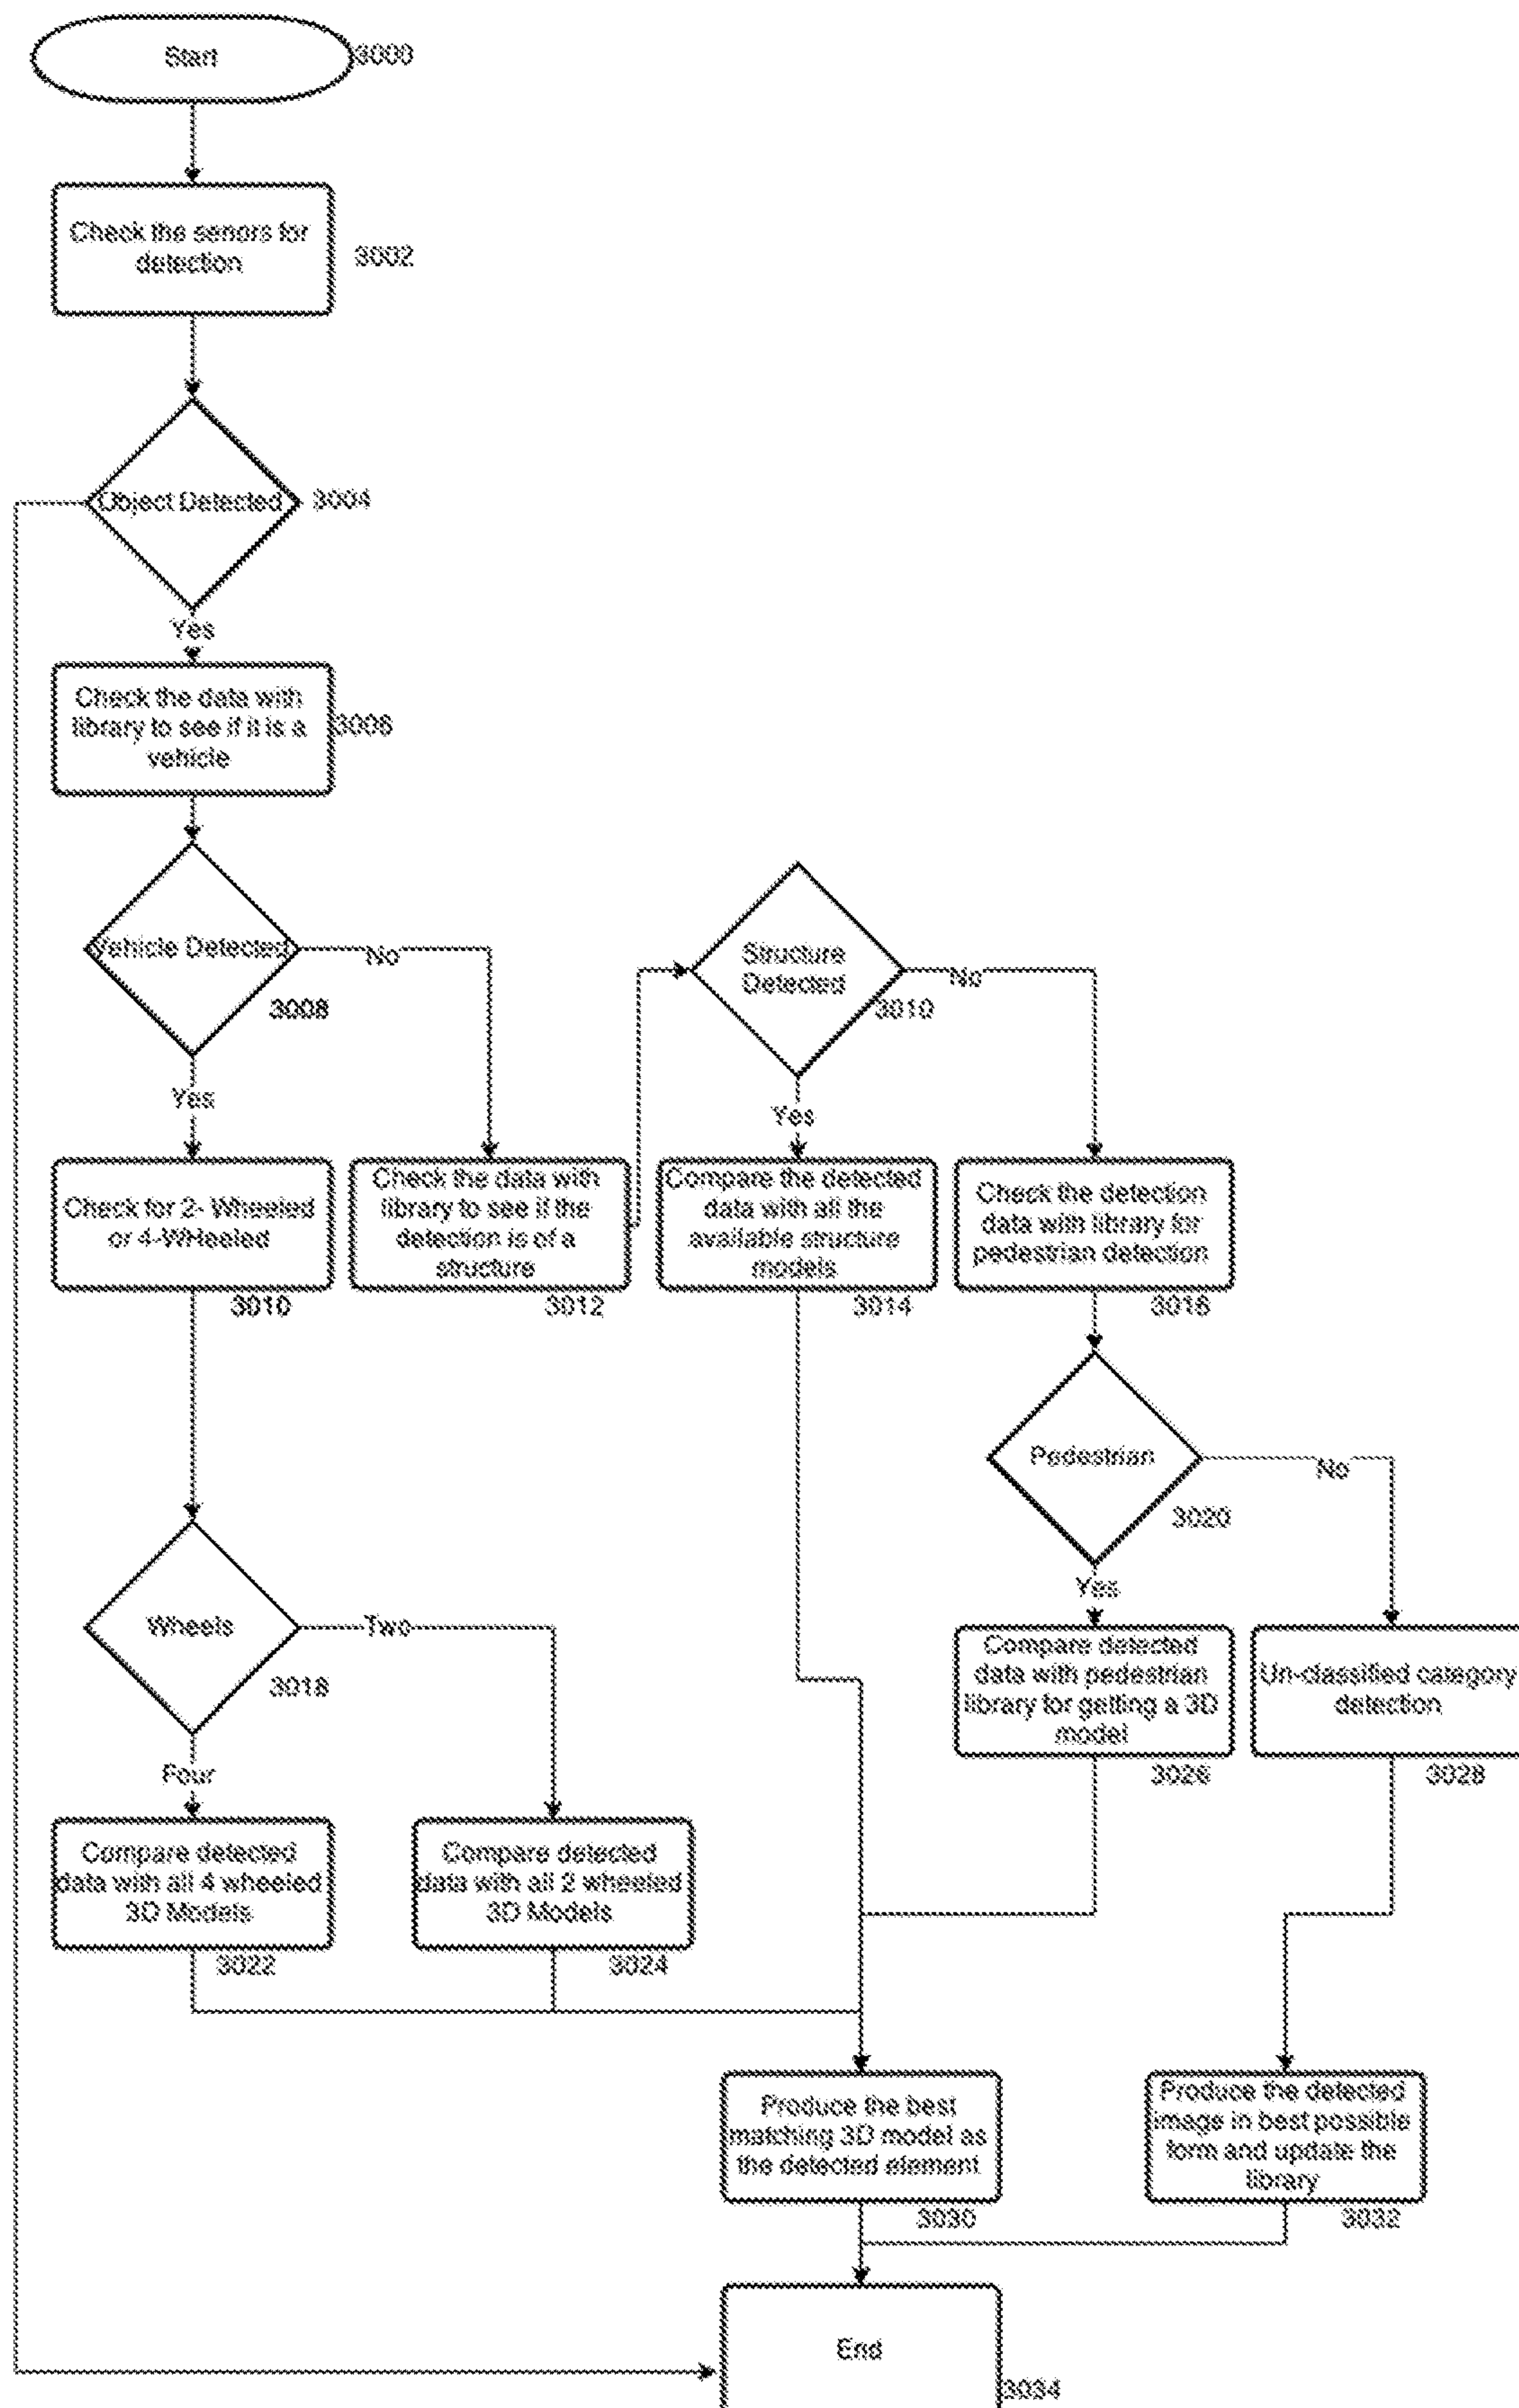 Start
3000
Check the senors for
detection
3002
Object Detected
3004
Yes
Check the data with
library to see if it is a
vehicle
3006
Vehicle Detected
No
3008
Yes
Structure
Detected
No
3010
Yes
Check for 2- Wheeled
or 4-WHeeled
3010
Check the data with
library to see if the
detection is of a
structure
3012
Compare the detected
data with all the
available structure
models
3014
Check the detection
data with library for
pedestrian detection
3016
Pedestrian
No
3020
Yes
Wheels
Two
3018
Four
Compare detected
data with pedestrian
library for getting a 3D
model
3026
Un-classified category
detection
3028
Compare detected
data with all 4 wheeled
3D Models
3022
Compare detected
data with all 2 wheeled
3D Models
3024
Produce the best
matching 3D model as
the detected element
3030
Produce the detected
image in best possible
form and update the
library
3032
End
3034